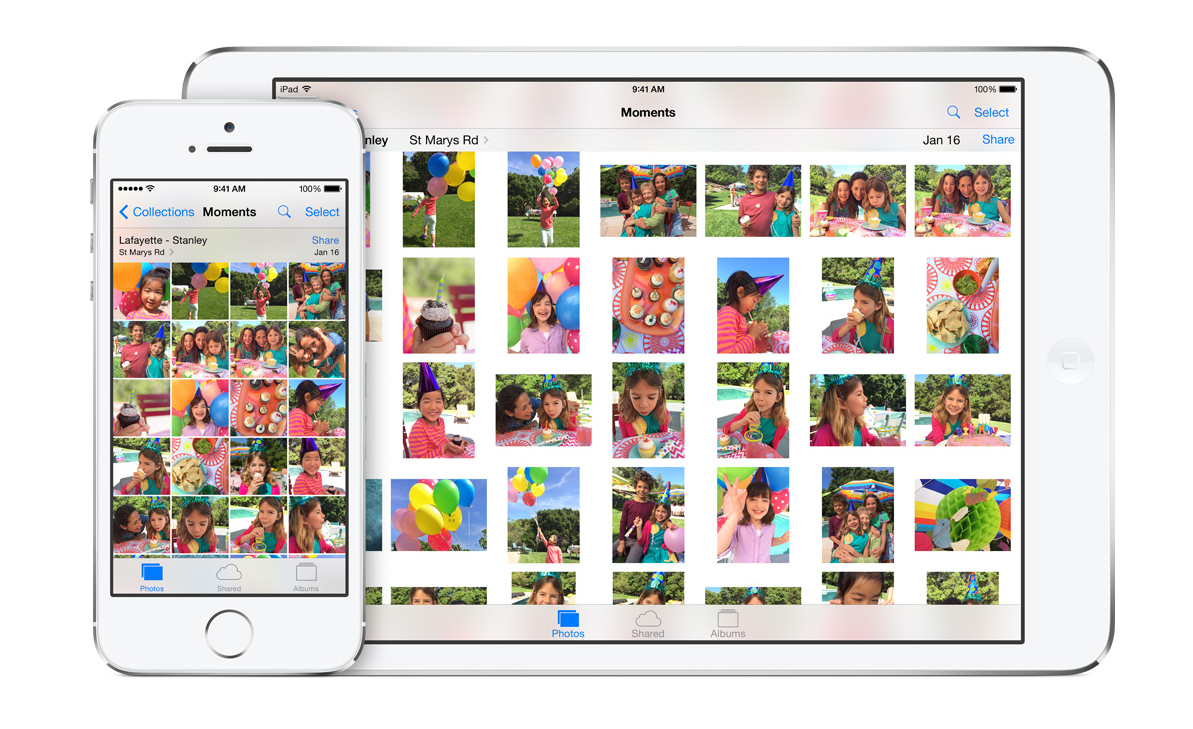 iPad 9:41 AM 100%
Moments Select
nley St Marys Rd Jan 16 Share
Photos Shared Albums
9:41 AM 100%
Collections Moments Select
Lafayette - Stanley Share
St Marys Rd Jan 16
Photos Shared Albums